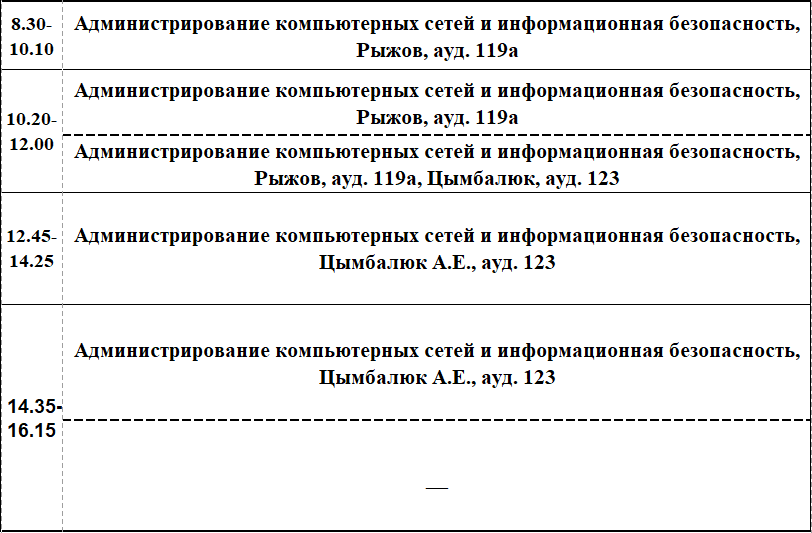 8.30-
10.10
Администрирование компьютерных сетей и информационная безопасность,
Рыжов, ауд. 119а
10.20-
12.00
Администрирование компьютерных сетей и информационная безопасность,
Рыжов, ауд. 119а
Администрирование компьютерных сетей и информационная безопасность,
Рыжов, ауд. 119а, Цымбалюк, ауд. 123
12.45-
14.25
Администрирование компьютерных сетей и информационная безопасность,
Цымбалюк А.Е., ауд. 123
14.35-
16.15
Администрирование компьютерных сетей и информационная безопасность,
Цымбалюк А.Е., ауд. 123
—